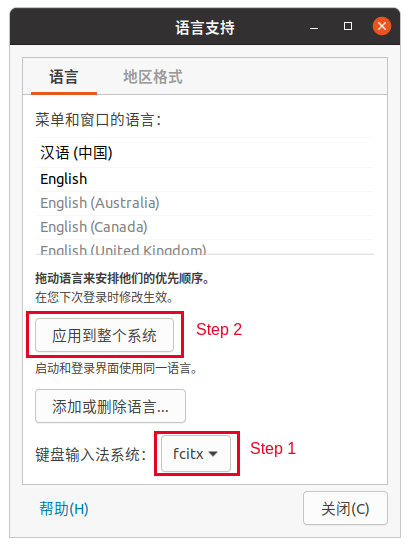 语言支持
语言 地区格式
菜单和窗口的语言：
汉语 (中国)
English
English (Australia)
English (Canada)
English (United Kingdom)
拖动语言来安排他们的优先顺序。
在您下次登录时修改生效。
应用到整个系统 Step 2
启动和登录界面使用同一语言。
添加或删除语言...
键盘输入法系统： fcitx Step 1
帮助(H) 关闭(C)